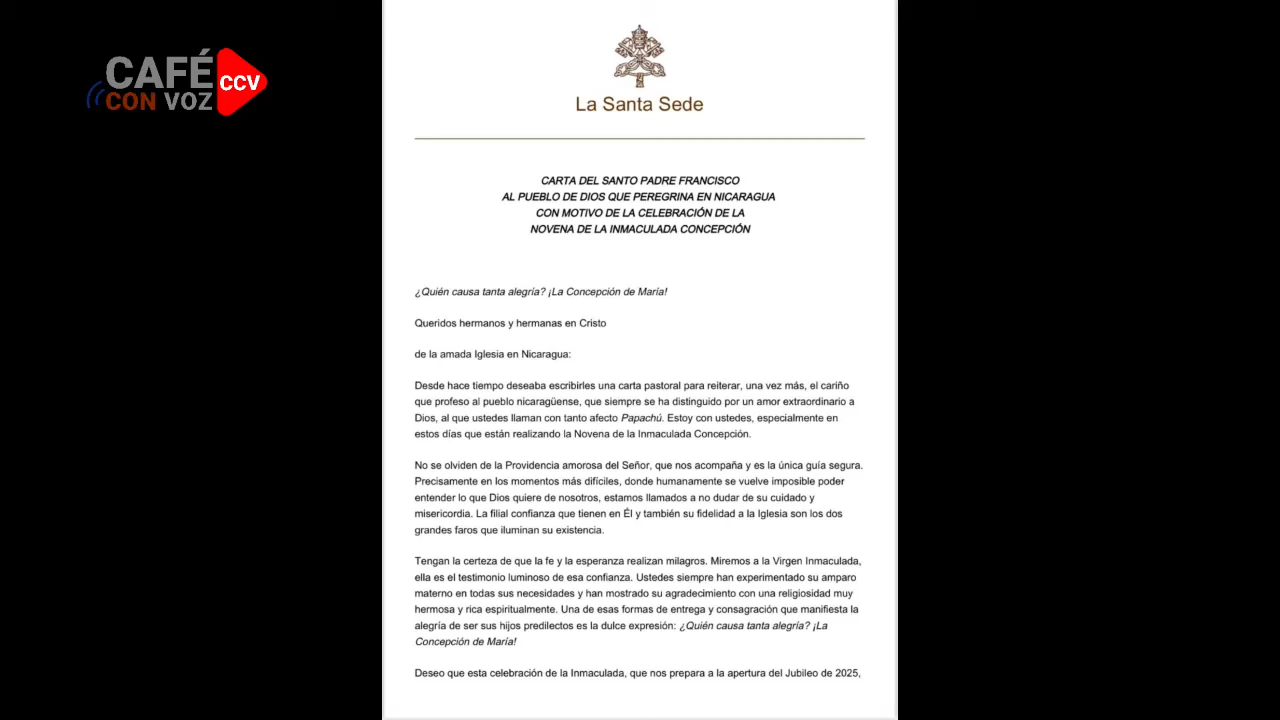 CAFÉ
CON VOZ
CCV
La Santa Sede
CARTA DEL SANTO PADRE FRANCISCO
AL PUEBLO DE DIOS QUE PEREGRINA EN NICARAGUA
CON MOTIVO DE LA CELEBRACIÓN DE LA
NOVENA DE LA INMACULADA CONCEPCIÓN
¿Quién causa tanta alegría? ¡La Concepción de María!
Queridos hermanos y hermanas en Cristo
de la amada Iglesia en Nicaragua:
Desde hace tiempo deseaba escribirles una carta pastoral para reiterar, una vez más, el cariño
que profeso al pueblo nicaragüense, que siempre se ha distinguido por un amor extraordinario a
Dios, al que ustedes llaman con tanto afecto Papachú. Estoy con ustedes, especialmente en
estos días que están realizando la Novena de la Inmaculada Concepción.
No se olviden de la Providencia amorosa del Señor, que nos acompaña y es la única guía segura.
Precisamente en los momentos más difíciles, donde humanamente se vuelve imposible poder
entender lo que Dios quiere de nosotros, estamos llamados a no dudar de su cuidado y
misericordia. La filial confianza que tienen en Él y también su fidelidad a la Iglesia son los dos
grandes faros que iluminan su existencia.
Tengan la certeza de que la fe y la esperanza realizan milagros. Miremos a la Virgen Inmaculada,
ella es el testimonio luminoso de esa confianza. Ustedes siempre han experimentado su amparo
materno en todas sus necesidades y han mostrado su agradecimiento con una religiosidad muy
hermosa y rica espiritualmente. Una de esas formas de entrega y consagración que manifiesta la
alegría de ser sus hijos predilectos es la dulce expresión: ¿Quién causa tanta alegría? ¡La
Concepción de María!
Deseo que esta celebración de la Inmaculada, que nos prepara a la apertura del Jubileo de 2025,